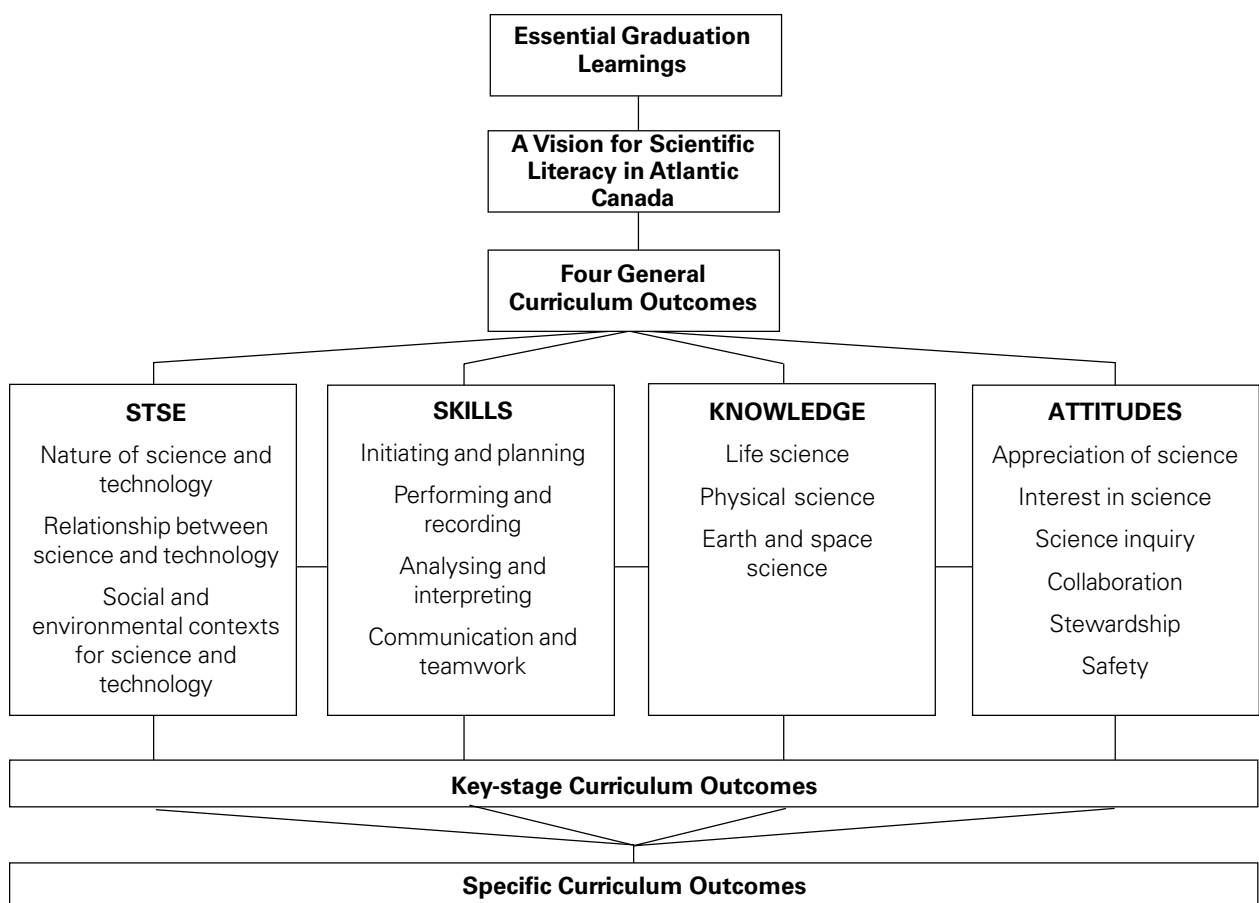 Essential Graduation
Learnings
A Vision for Scientific
Literacy in Atlantic
Canada
Four General
Curriculum Outcomes
STSE
Nature of science and
technology
Relationship between
science and technology
Social and
environmental contexts
for science and
technology
SKILLS
Initiating and planning
Performing and
recording
Analysing and
interpreting
Communication and
teamwork
KNOWLEDGE
Life science
Physical science
Earth and space
science
ATTITUDES
Appreciation of science
Interest in science
Science inquiry
Collaboration
Stewardship
Safety
Key-stage Curriculum Outcomes
Specific Curriculum Outcomes